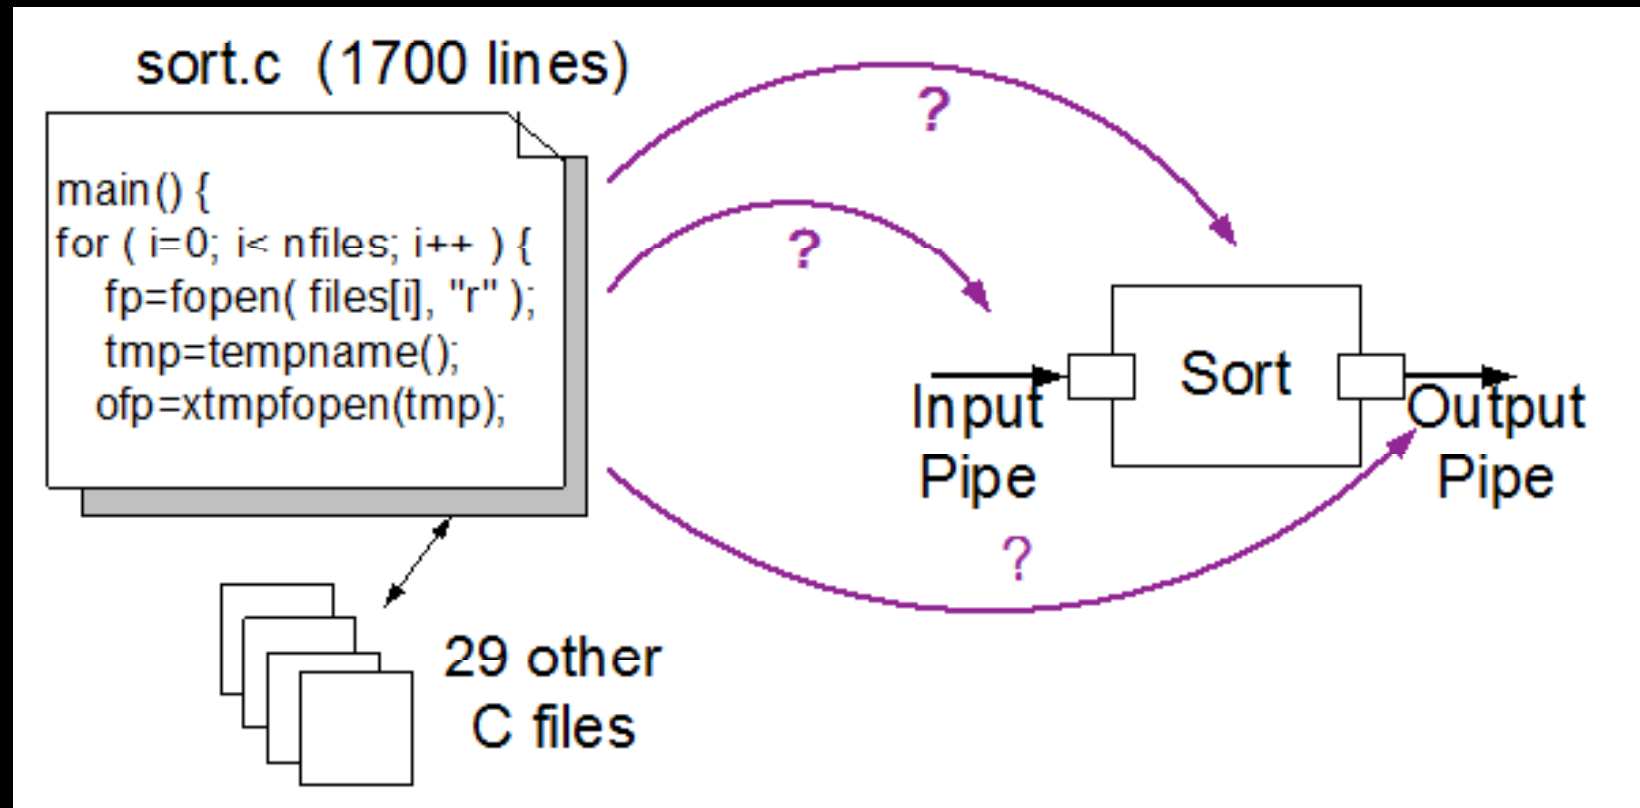 sort.c (1700 lines)
main() {
for ( i=0; i< nfiles; i++ ) {
fp=fopen( files[i], "r" );
tmp=tempname();
ofp=xtmpfopen(tmp);
?
?
Sort
Input
Pipe
Output
Pipe
?
29 other
C files